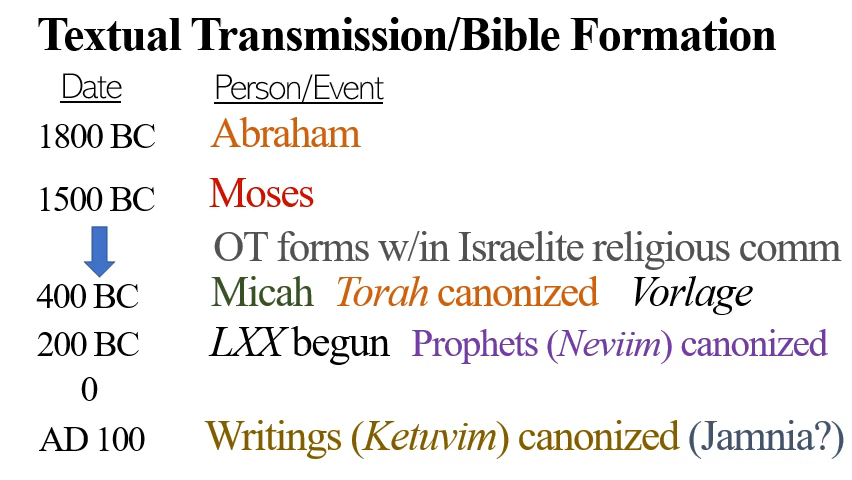 Textual Transmission/Bible Formation
Date Person/Event
1800 BC Abraham
1500 BC Moses
OT forms w/in Israelite religious comm
400 BC Micah Torah canonized Vorlage
200 BC LXX begun Prophets (Neviim) canonized
0
AD 100 Writings (Ketuvim) canonized (Jamnia?)